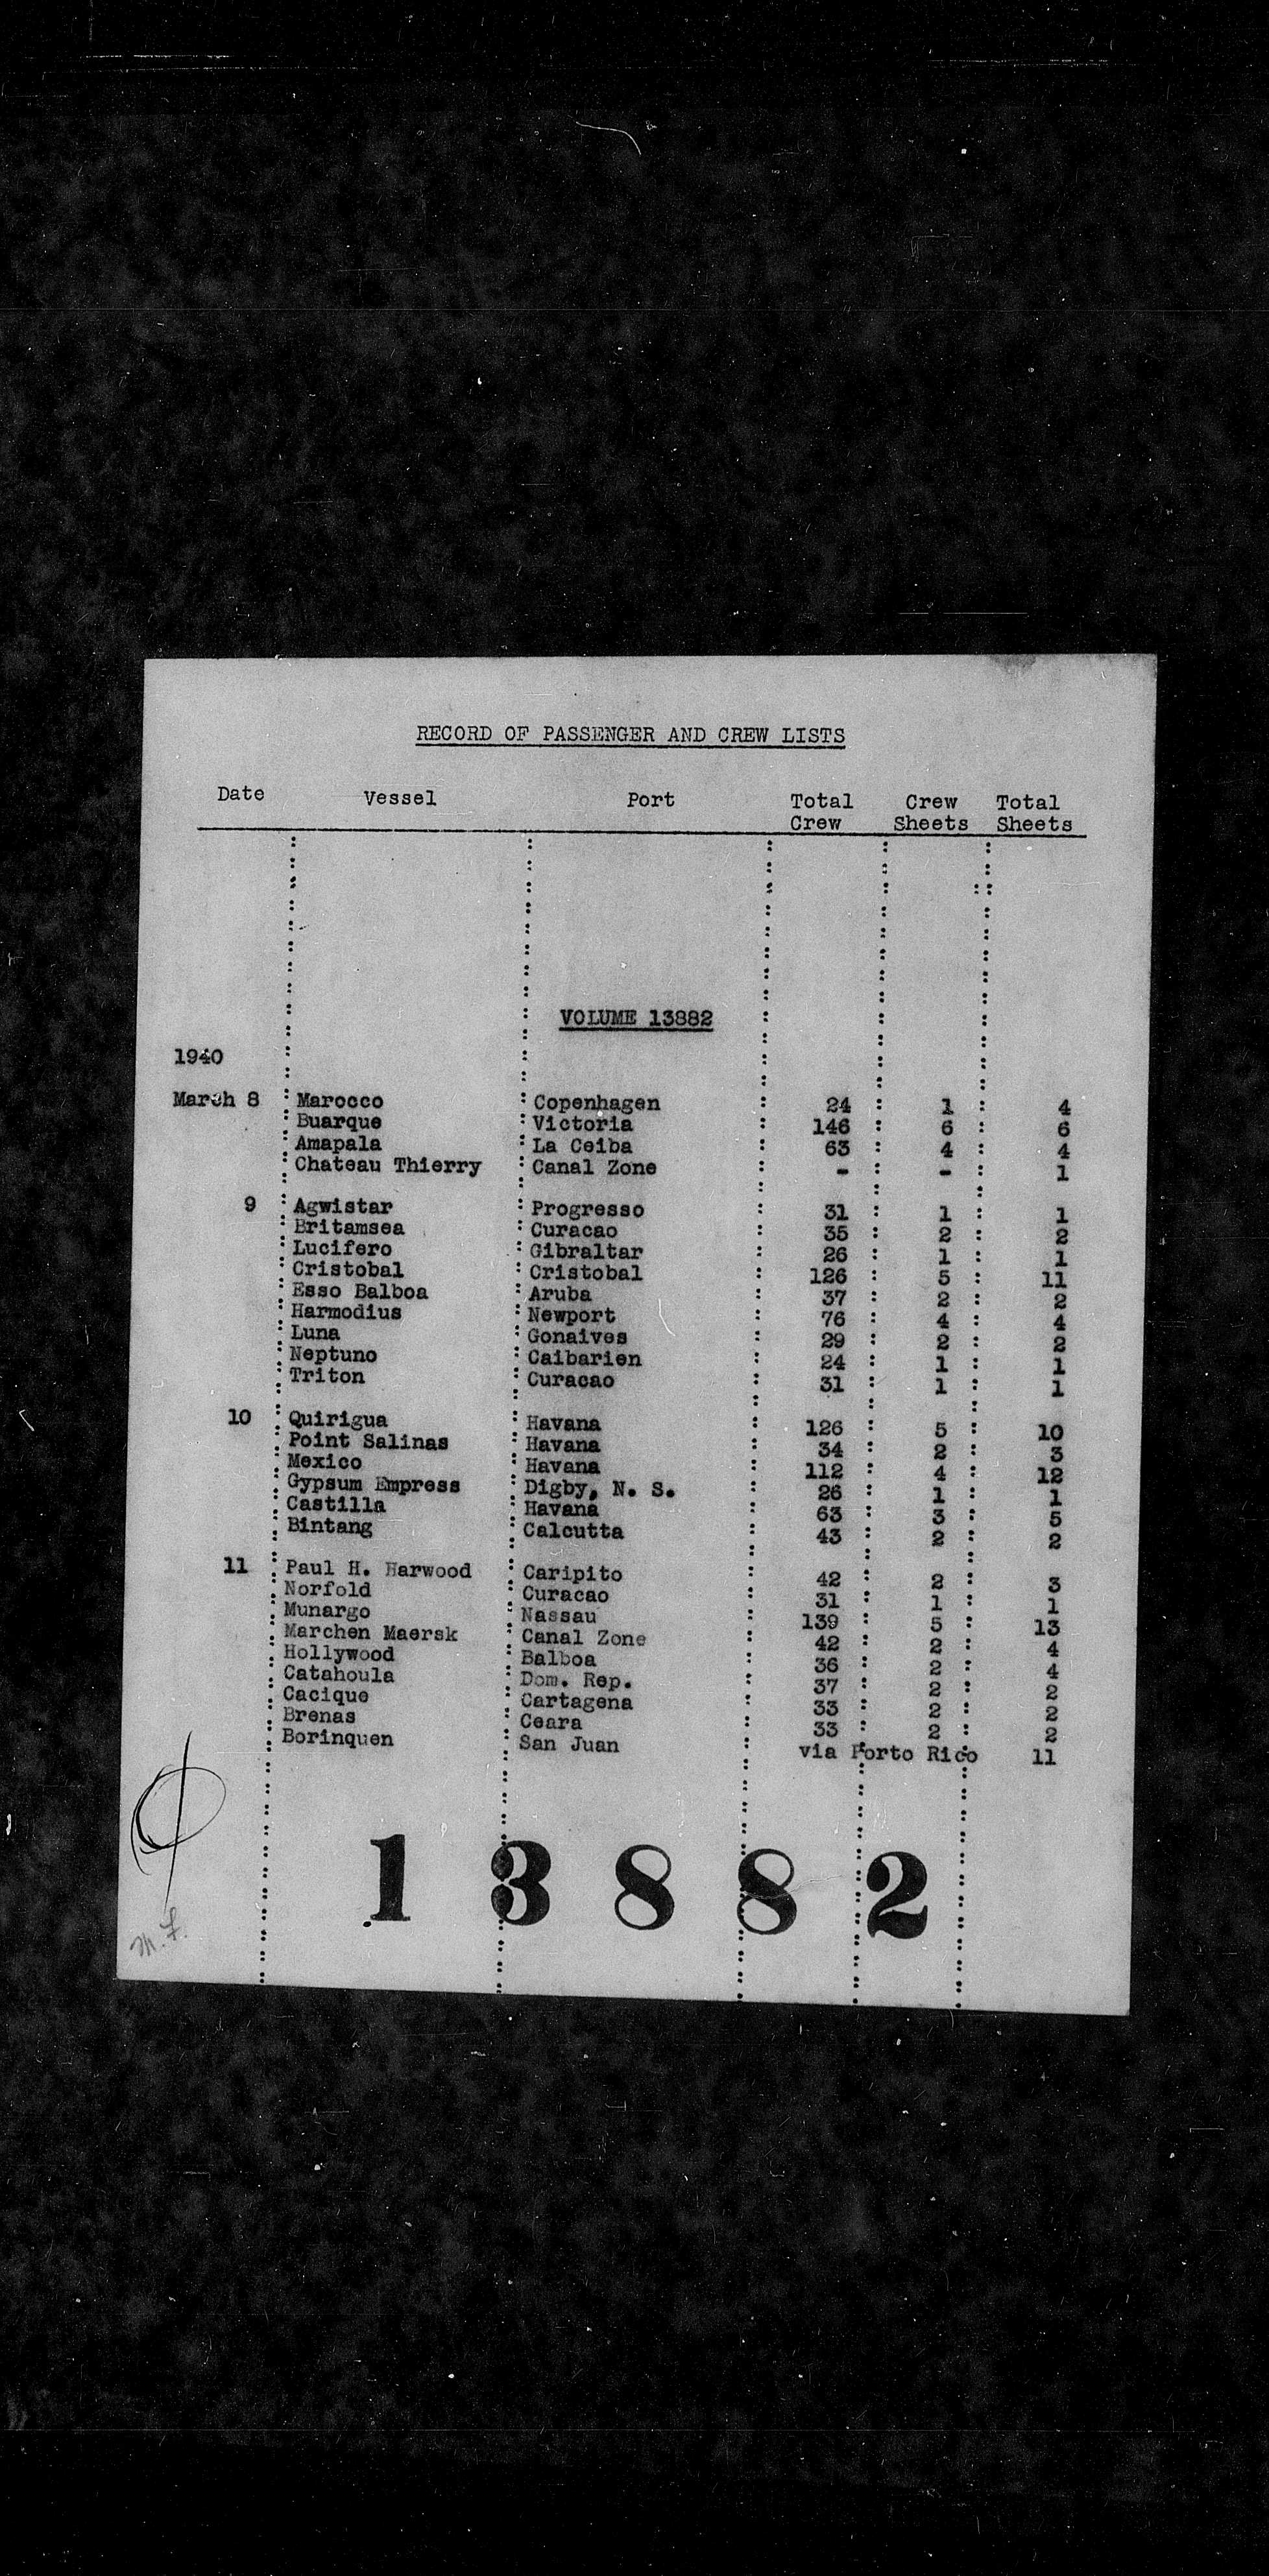 RECORD OF PASSENGER AND CREW LISTS
Date Vessel Port Total Crew Crew Sheets Total Sheets
VOLUME 13882
1940
March 8 Marocco Copenhagen 24 1 4
Buarque Victoria 146 6 6
Amapala La Ceiba 63 4 4
Chateau Thierry Canal Zone - - 1
9 Agwistar Progresso 31 1 1
Britamsea Curacao 35 2 2
Lucifero Gibraltar 26 1 1
Cristobal Cristobal 126 5 11
Esso Balboa Aruba 37 2 2
Harmodius Newport 76 4 4
Luna Gonaives 29 2 2
Neptuno Caibarien 24 1 1
Triton Curacao 31 1 1
10 Quirigua Havana 126 5 10
Point Salinas Havana 34 2 3
Mexico Havana 112 4 12
Gypsum Empress Digby, N. S. 26 1 1
Castilla Havana 63 3 5
Bintang Calcutta 43 2 2
11 Paul H. Harwood Caripito 42 2 3
Norfold Curacao 31 1 1
Munargo Nassau 139 5 13
Marchen Maersk Canal Zone 42 2 4
Hollywood Balboa 36 2 4
Catahoula Dom. Rep. 37 2 2
Cacique Cartagena 33 2 2
Brenas Ceara 33 2 2
Borinquen San Juan via Porto Rico 11
13882
M.F.